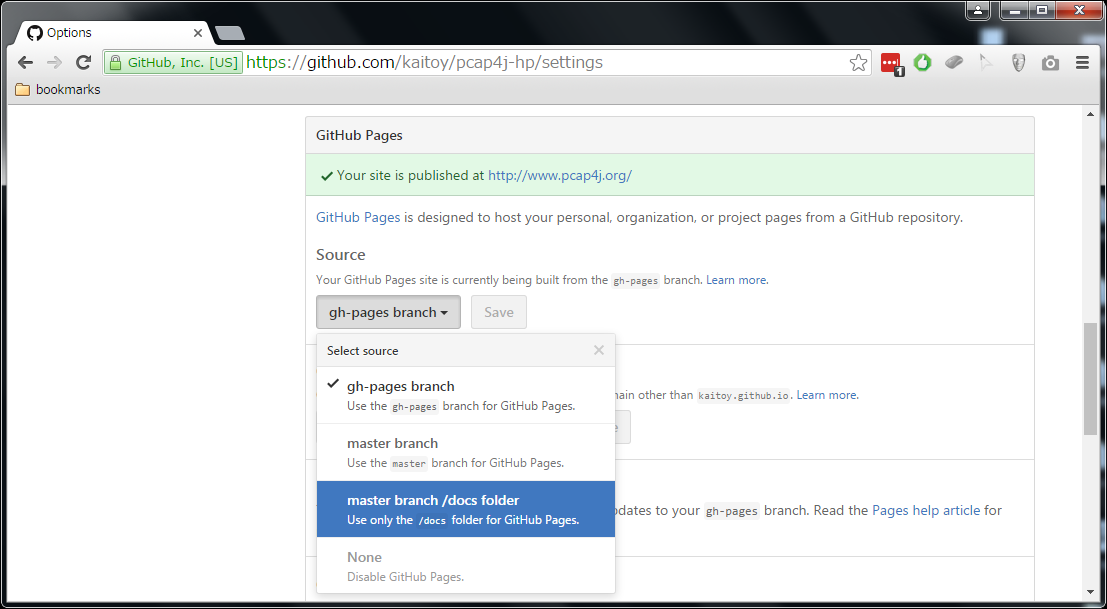 Options
GitHub, Inc. [US] https://github.com/kaitoy/pcap4j-hp/settings
1
bookmarks
GitHub Pages
Your site is published at http://www.pcap4j.org/
GitHub Pages is designed to host your personal, organization, or project pages from a GitHub repository.
Source
Your GitHub Pages site is currently being built from the gh-pages branch. Learn more.
gh-pages branch
Save
Select source
gh-pages branch
Use the gh-pages branch for GitHub Pages.
other than kaitoy.github.io. Learn more.
master branch
Use the master branch for GitHub Pages.
master branch /docs folder
Use only the /docs folder for GitHub Pages.
to your gh-pages branch. Read the Pages help article for
None
Disable GitHub Pages.